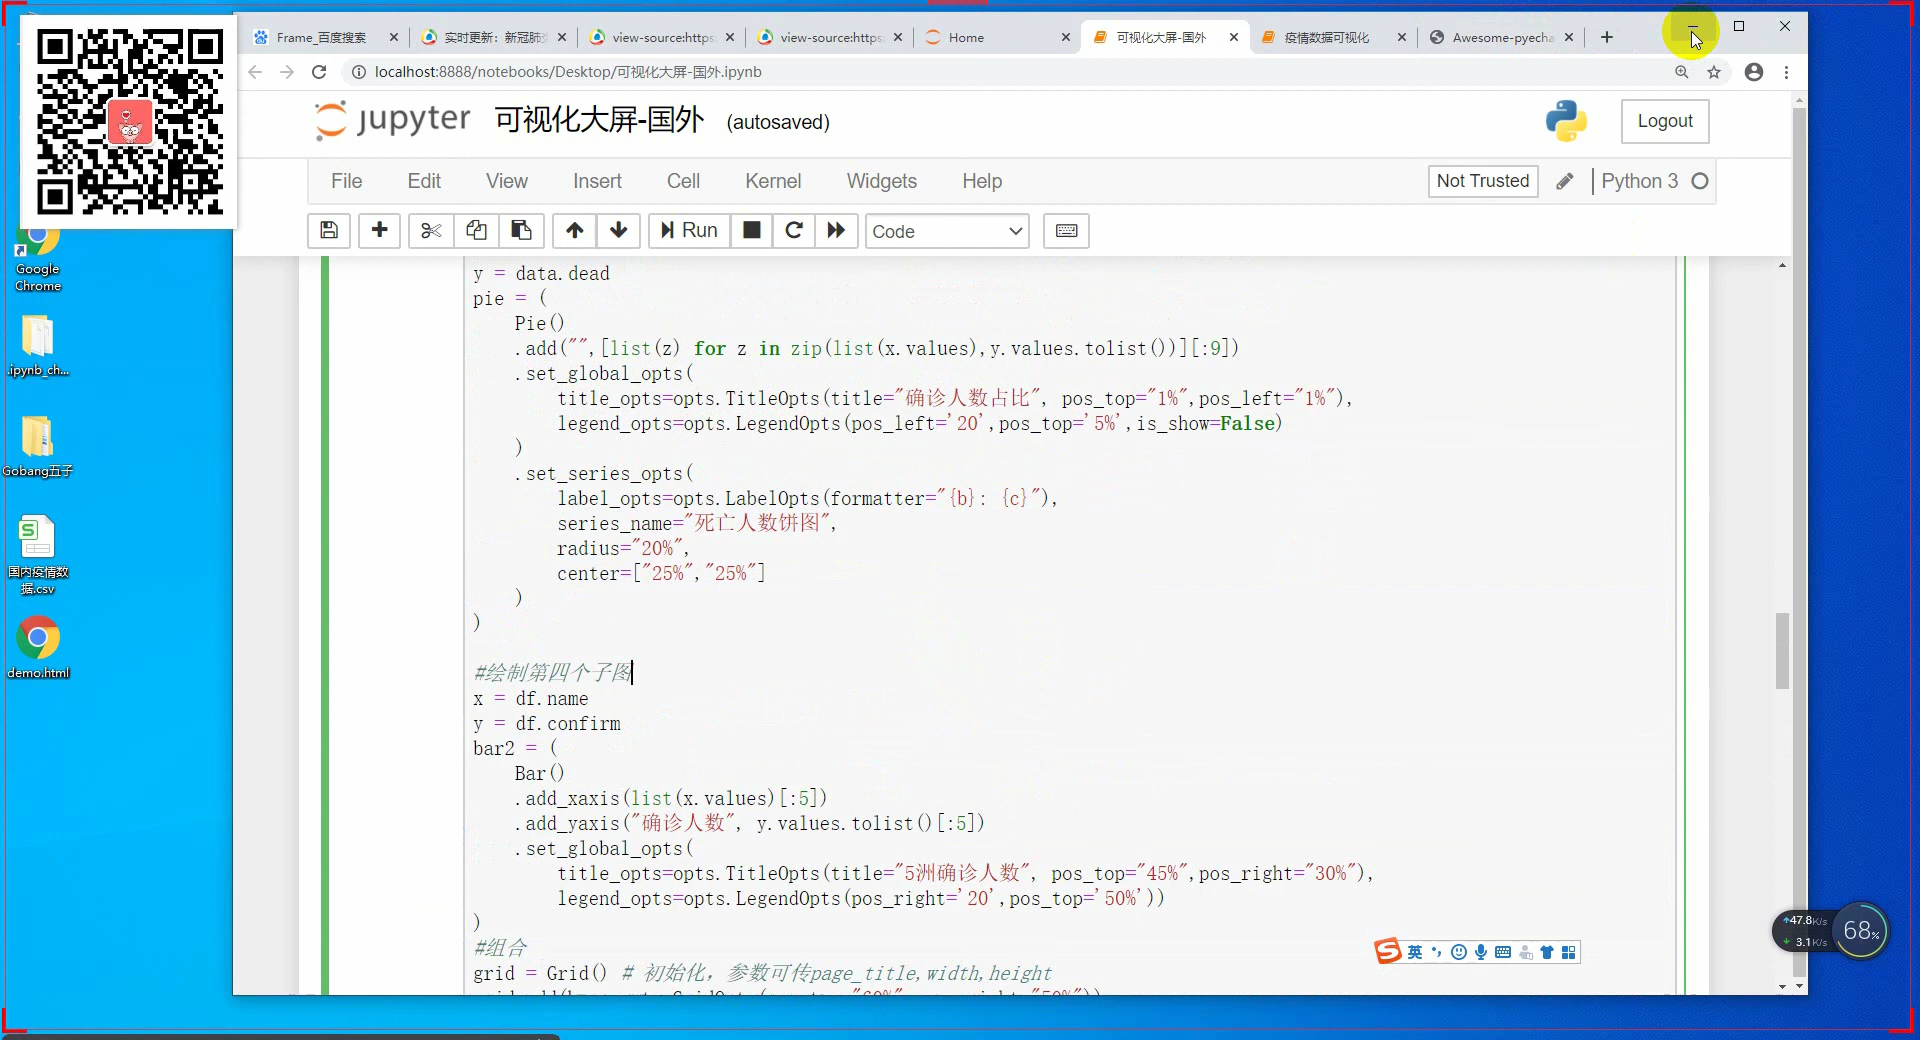 Frame_百度搜索
实时更新：新冠肺
view-source:https:
view-source:https:
Home
可视化大屏-国外
疫情数据可视化
Awesome-pyecha
localhost:8888/notebooks/Desktop/可视化大屏-国外.ipynb
jupyter 可视化大屏-国外 (autosaved)
Logout
File Edit View Insert Cell Kernel Widgets Help
Not Trusted
Python 3
Run
Code
Google
Chrome
.ipynb_ch...
Gobang五子
国内疫情数
据.csv
demo.html
y = data.dead
pie = (
Pie()
.add("",[list(z) for z in zip(list(x.values),y.values.tolist())][:9])
.set_global_opts(
title_opts=opts.TitleOpts(title="确诊人数占比", pos_top="1%",pos_left="1%"),
legend_opts=opts.LegendOpts(pos_left='20',pos_top='5%',is_show=False)
)
.set_series_opts(
label_opts=opts.LabelOpts(formatter="{b}: {c}"),
series_name="死亡人数饼图",
radius="20%",
center=["25%","25%"]
)
)
#绘制第四个子图
x = df.name
y = df.confirm
bar2 = (
Bar()
.add_xaxis(list(x.values)[:5])
.add_yaxis("确诊人数", y.values.tolist()[:5])
.set_global_opts(
title_opts=opts.TitleOpts(title="5洲确诊人数", pos_top="45%",pos_right="30%"),
legend_opts=opts.LegendOpts(pos_right='20',pos_top='50%'))
)
#组合
grid = Grid() # 初始化，参数可传page_title,width,height
英
47.8K/s
3.1K/s
68%